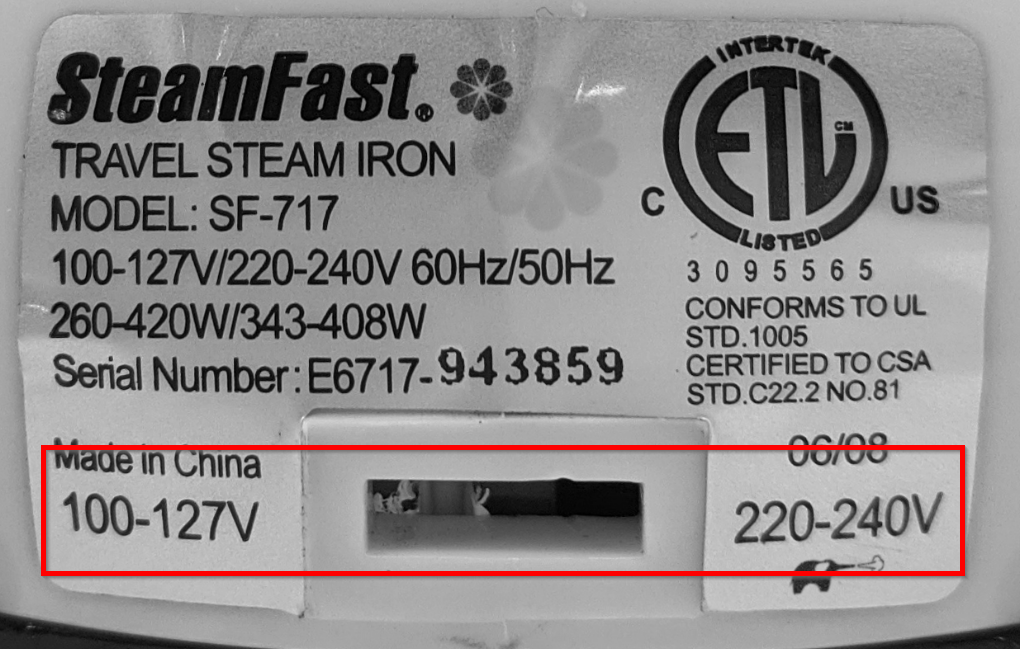 SteamFast®
TRAVEL STEAM IRON
MODEL: SF-717
100-127V/220-240V 60Hz/50Hz
260-420W/343-408W
Serial Number: E6717-943859
INTERTEK
ETL CM
LISTED
C US
3095565
CONFORMS TO UL
STD.1005
CERTIFIED TO CSA
STD.C22.2 NO.81
Made in China
06/08
100-127V
220-240V